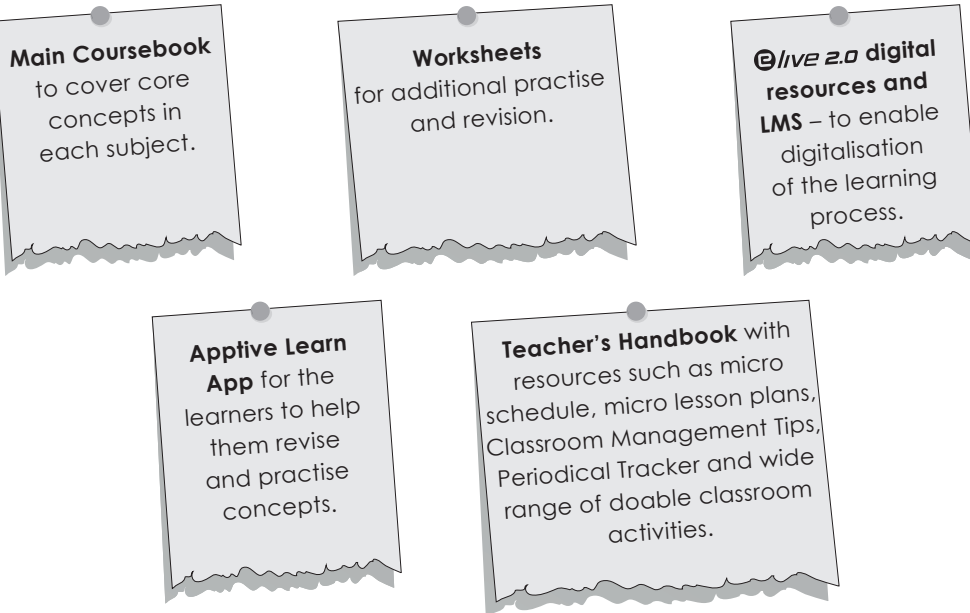 Main Coursebook
to cover core
concepts in
each subject.
Worksheets
for additional practise
and revision.
elive 2.0 digital
resources and
LMS – to enable
digitalisation
of the learning
process.
Apptive Learn
App for the
learners to help
them revise
and practise
concepts.
Teacher's Handbook with
resources such as micro
schedule, micro lesson plans,
Classroom Management Tips,
Periodical Tracker and wide
range of doable classroom
activities.